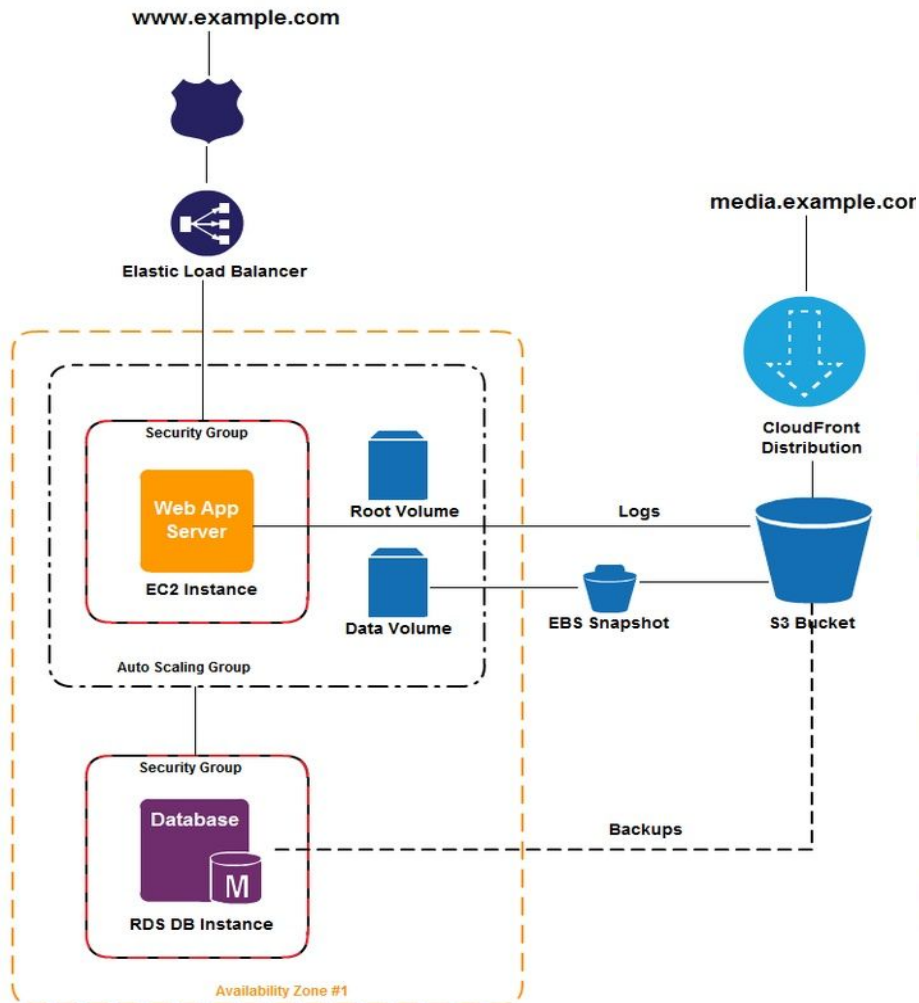 www.example.com
Elastic Load Balancer
media.example.com
CloudFront
Distribution
Security Group
Web App
Server
EC2 Instance
Root Volume
Logs
Data Volume
EBS Snapshot
S3 Bucket
Auto Scaling Group
Security Group
Database
M
RDS DB Instance
Backups
Availability Zone #1